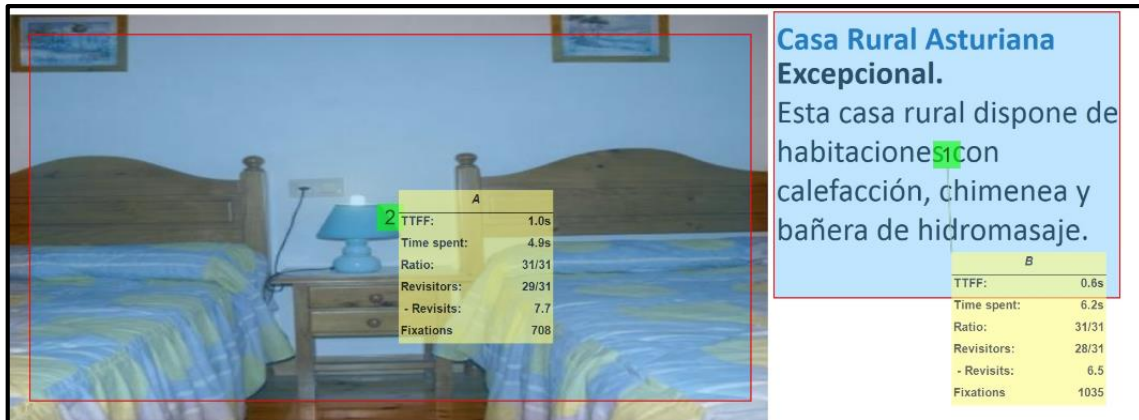 Casa Rural Asturiana
Excepcional.
Esta casa rural dispone de
habitaciones con
calefacción, chimenea y
bañera de hidromasaje.
1
2
A
TTFF: 1.0s
Time spent: 4.9s
Ratio: 31/31
Revisitors: 29/31
- Revisits: 7.7
Fixations 708
B
TTFF: 0.6s
Time spent: 6.2s
Ratio: 31/31
Revisitors: 28/31
- Revisits: 6.5
Fixations 1035